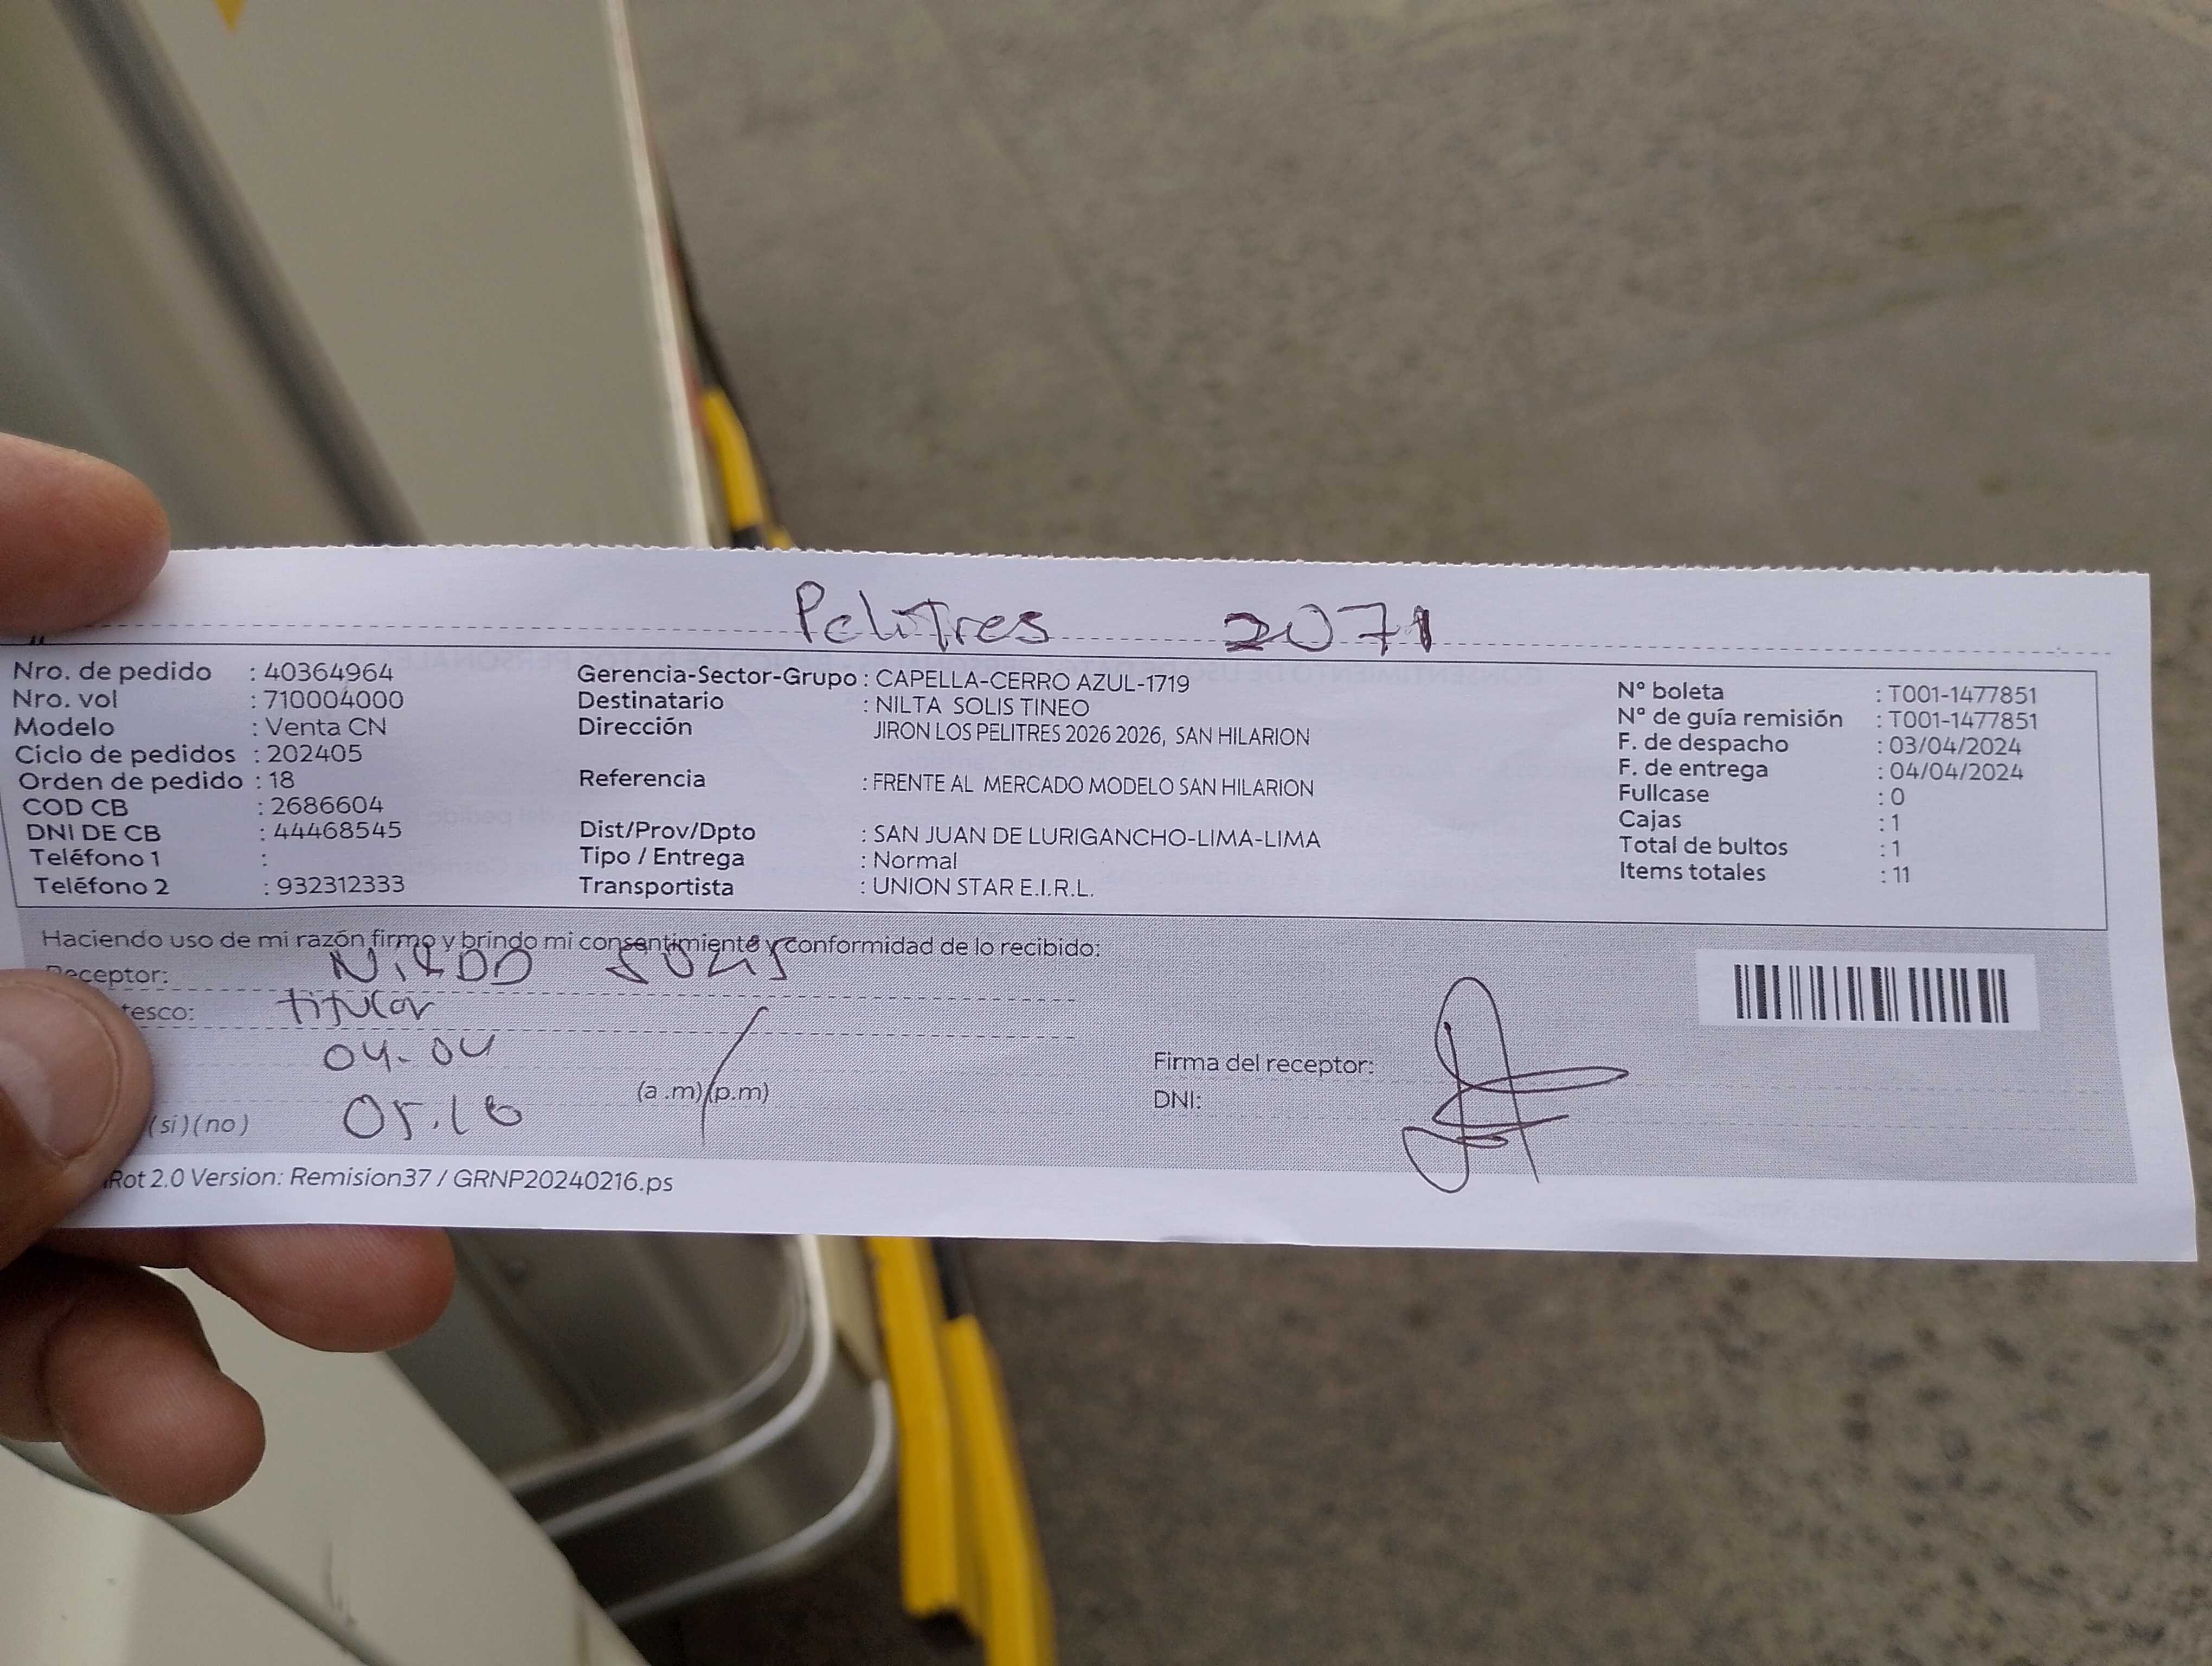 Pelitres 2071
Nro. de pedido : 40364964
Nro. vol : 710004000
Modelo : Venta CN
Ciclo de pedidos : 202405
Orden de pedido : 18
COD CB : 2686604
DNI DE CB : 44468545
Teléfono 1 :
Teléfono 2 : 932312333
Gerencia-Sector-Grupo : CAPELLA-CERRO AZUL-1719
Destinatario : NILTA SOLIS TINEO
Dirección JIRON LOS PELITRES 2026 2026, SAN HILARION
Referencia : FRENTE AL MERCADO MODELO SAN HILARION
Dist/Prov/Dpto : SAN JUAN DE LURIGANCHO-LIMA-LIMA
Tipo / Entrega : Normal
Transportista : UNION STAR E.I.R.L.
Nº boleta : T001-1477851
Nº de guía remisión : T001-1477851
F. de despacho : 03/04/2024
F. de entrega : 04/04/2024
Fullcase : 0
Cajas : 1
Total de bultos : 1
Items totales : 11
Haciendo uso de mi razón firmo y brindo mi consentimiento y conformidad de lo recibido:
Receptor: Solis
tesco: titular
04-04
(a .m) (p.m)
(si) (no) 05.10
Firma del receptor:
DNI:
Rot 2.0 Version: Remision37 / GRNP20240216.ps